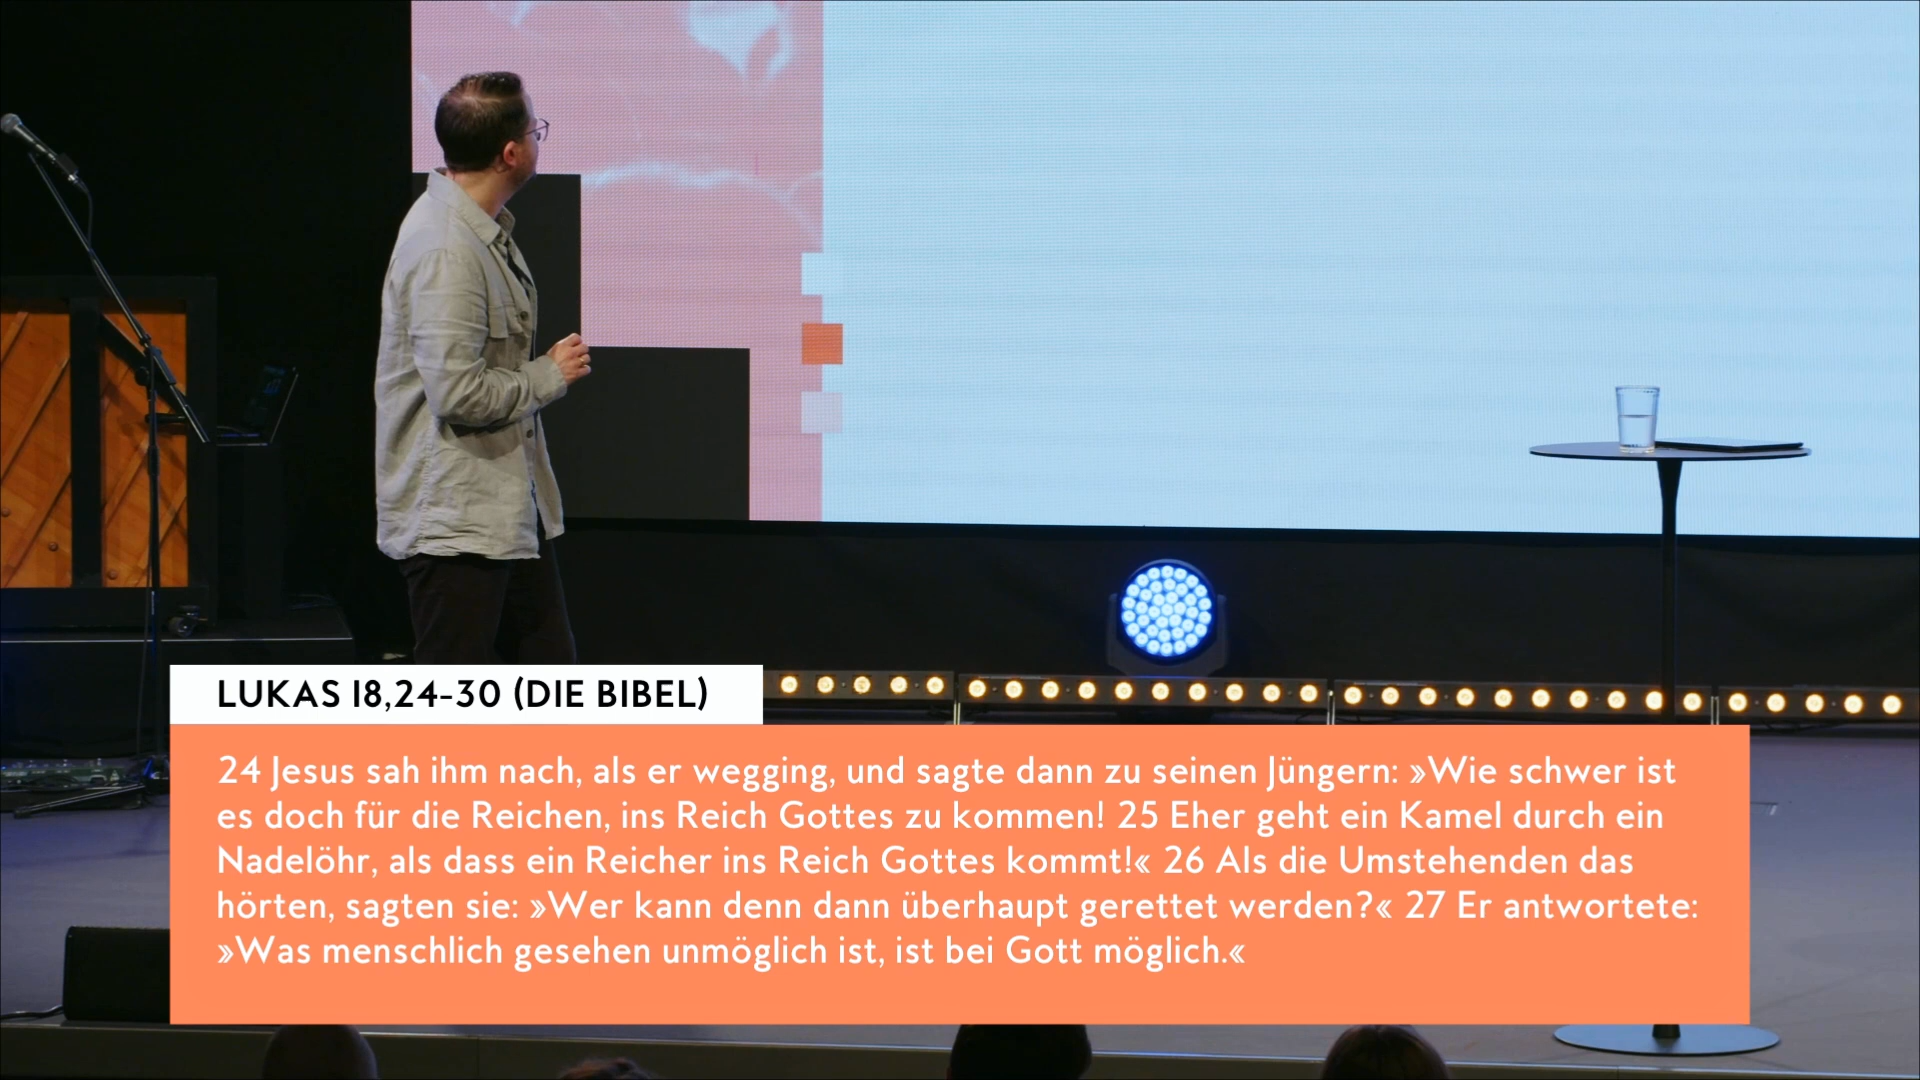 LUKAS 18,24-30 (DIE BIBEL)
24 Jesus sah ihm nach, als er wegging, und sagte dann zu seinen Jüngern: »Wie schwer ist
es doch für die Reichen, ins Reich Gottes zu kommen! 25 Eher geht ein Kamel durch ein
Nadelöhr, als dass ein Reicher ins Reich Gottes kommt!« 26 Als die Umstehenden das
hörten, sagten sie: »Wer kann denn dann überhaupt gerettet werden?« 27 Er antwortete:
»Was menschlich gesehen unmöglich ist, ist bei Gott möglich.«